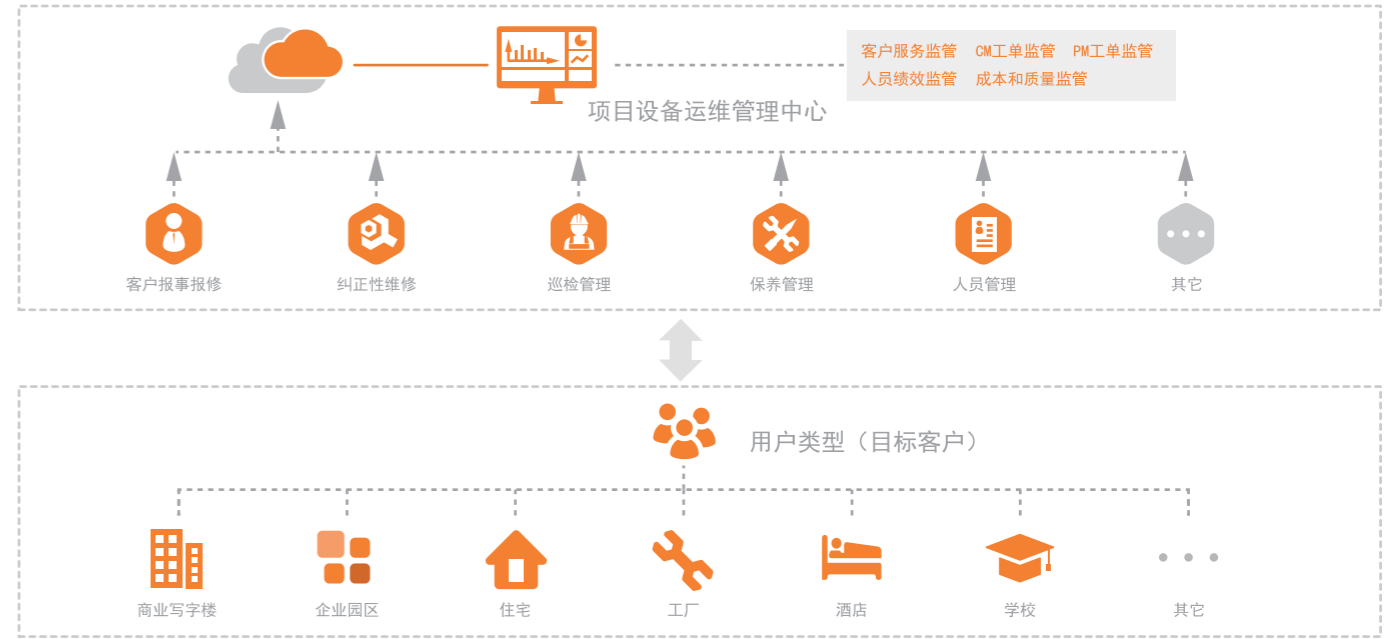 客户服务监管 CM工单监管 PM工单监管
人员绩效监管 成本和质量监管
项目设备运维管理中心
客户报事报修 纠正性维修 巡检管理 保养管理 人员管理 其它
用户类型（目标客户）
商业写字楼 企业园区 住宅 工厂 酒店 学校 其它